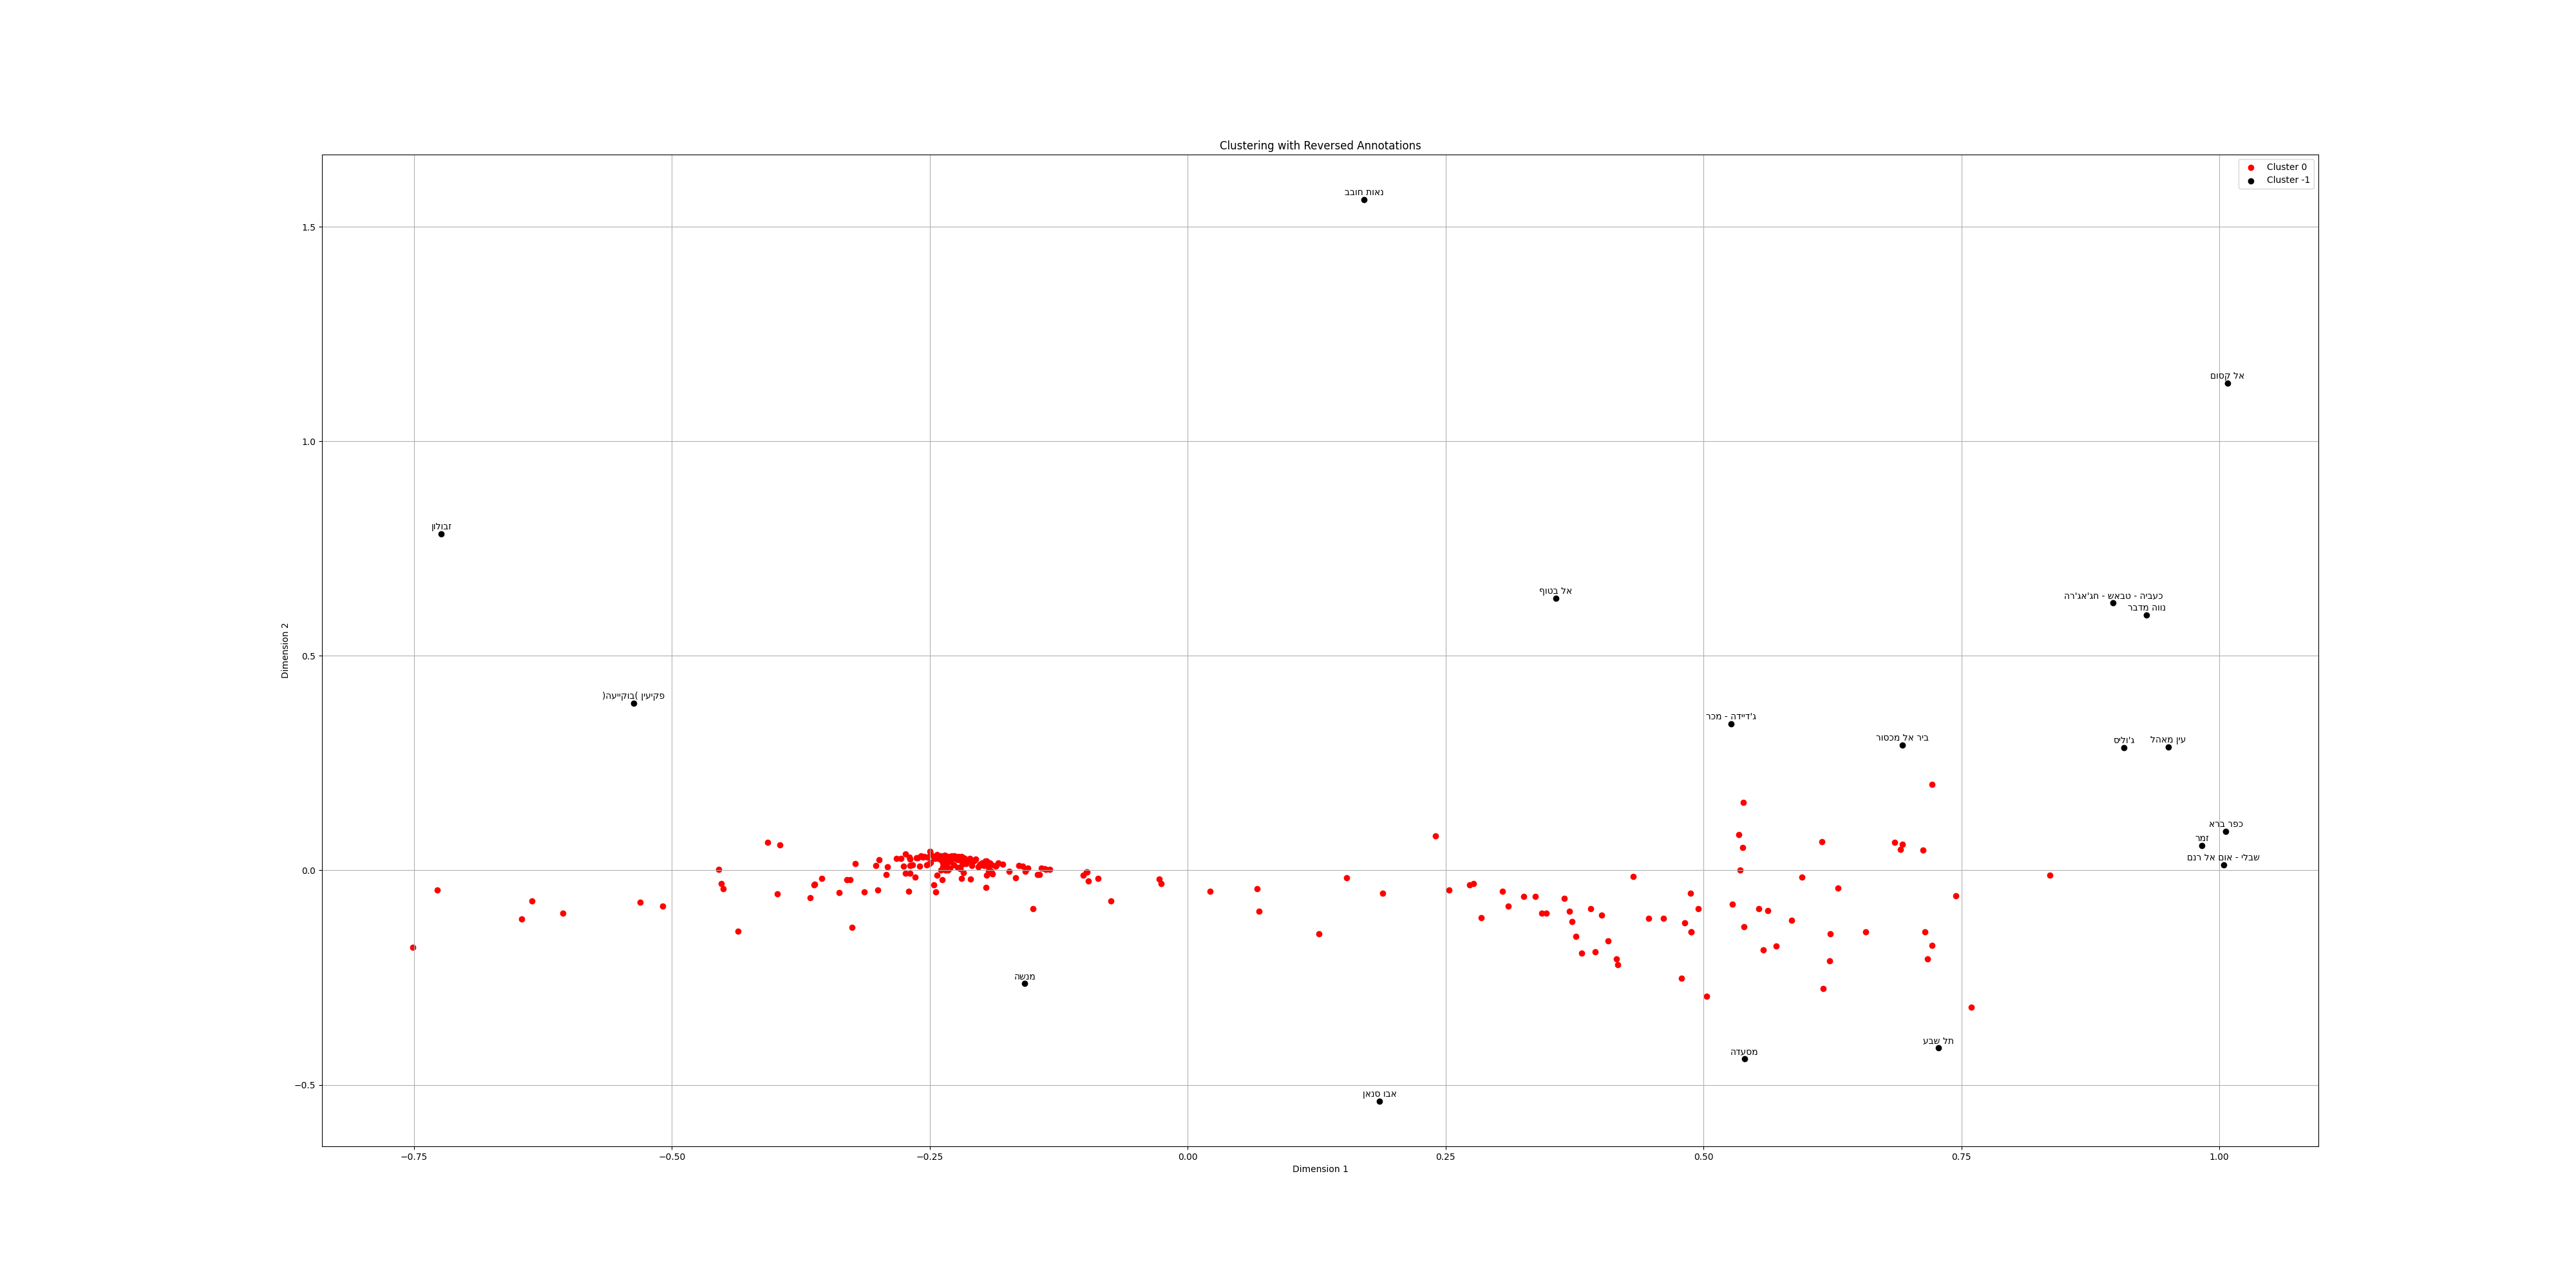 Clustering with Reversed Annotations
Cluster 0
Cluster -1
נאות חובב
1.5
אל קסום
1.0
זבולון
אל בטוף
כעביה - טבאש - חג'אג'רה
נווה מדבר
0.5
Dimension 2
פקיעין )בוקייעה(
ג'דיידה - מכר
ביר אל מכסור
ג'וליס
עין מאהל
כפר ברא
זמר
שבלי - אום אל רנם
0.0
מנשה
תל שבע
מסעדה
−0.5
אבו סנאן
−0.75 −0.50 −0.25 0.00 0.25 0.50 0.75 1.00
Dimension 1